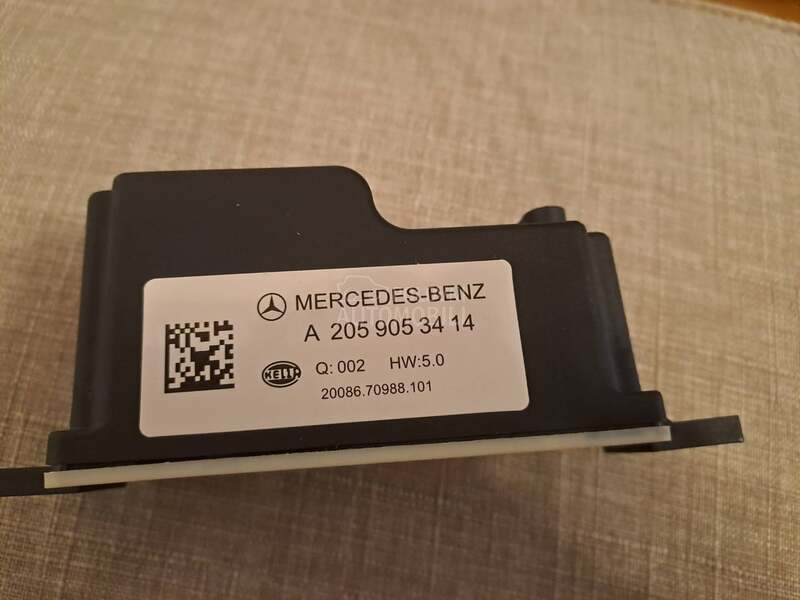 MERCEDES-BENZ
A 205 905 34 14
Q: 002 HW:5.0
HELLA
20086.70988.101